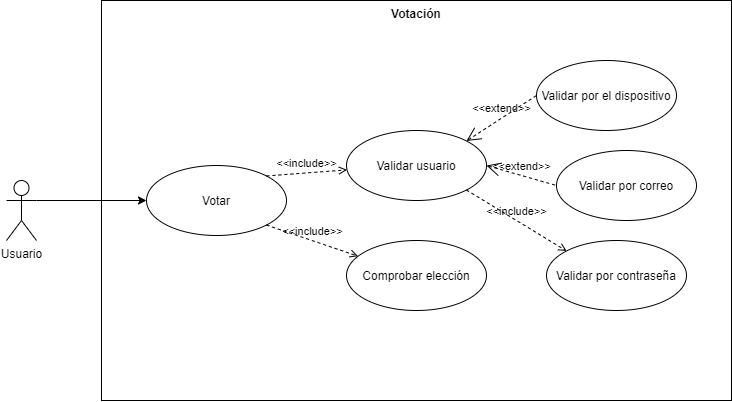 Votación
Validar por el dispositivo
<<extend>>
<<include>>
Validar usuario
<<extend>>
Validar por correo
Votar
<<include>>
Usuario
<<include>>
Comprobar elección
Validar por contraseña